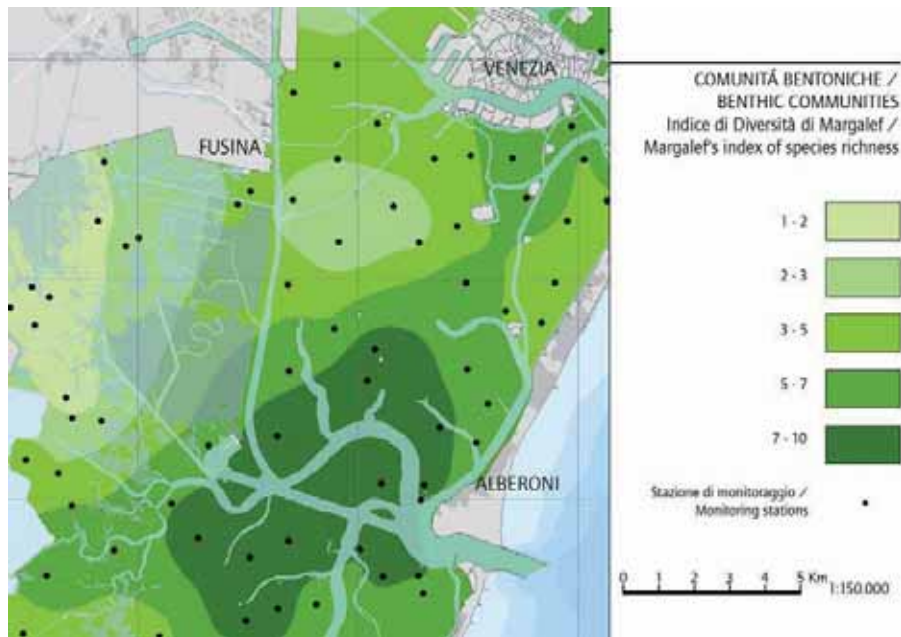 VENEZIA
FUSINA
ALBERONI
COMUNITÁ BENTONICHE /
BENTHIC COMMUNITIES
Indice di Diversità di Margalef /
Margalef's index of species richness
1 - 2
2 - 3
3 - 5
5 - 7
7 - 10
Stazione di monitoraggio /
Monitoring stations
0 1 2 3 4 5 Km
1:150.000